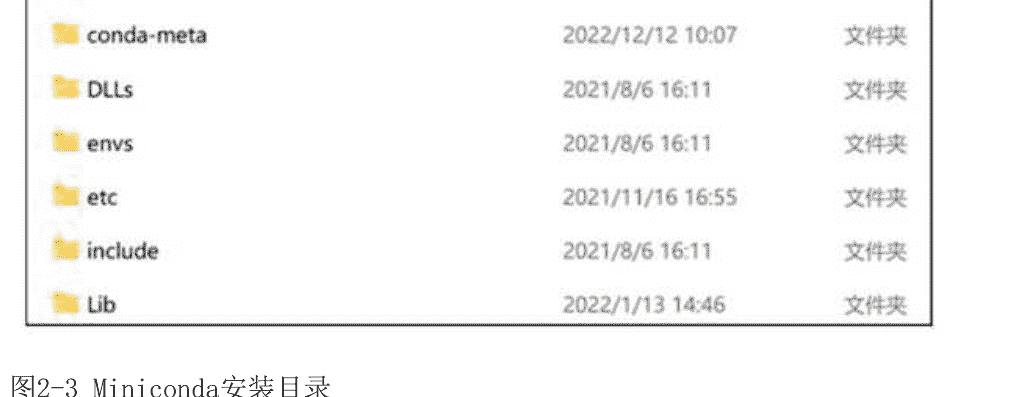 conda-meta 2022/12/12 10:07 文件夹
DLLs 2021/8/6 16:11 文件夹
envs 2021/8/6 16:11 文件夹
etc 2021/11/16 16:55 文件夹
include 2021/8/6 16:11 文件夹
Lib 2022/1/13 14:46 文件夹
图2-3 Miniconda安装目录